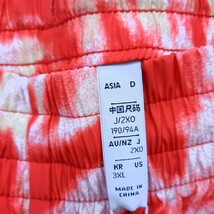 ASIA D
中国尺码
J/2XO
190/94A
AU/NZ J
2XO
KR US
3XL
MADE IN
CHINA